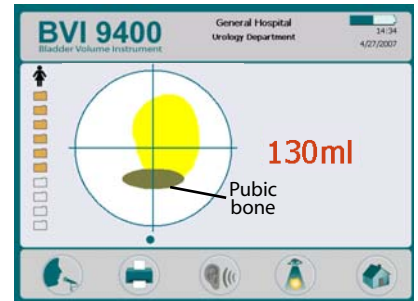 BVI 9400
Bladder Volume Instrument
General Hospital
Urology Department
14:34
4/27/2007
130ml
Pubic
bone